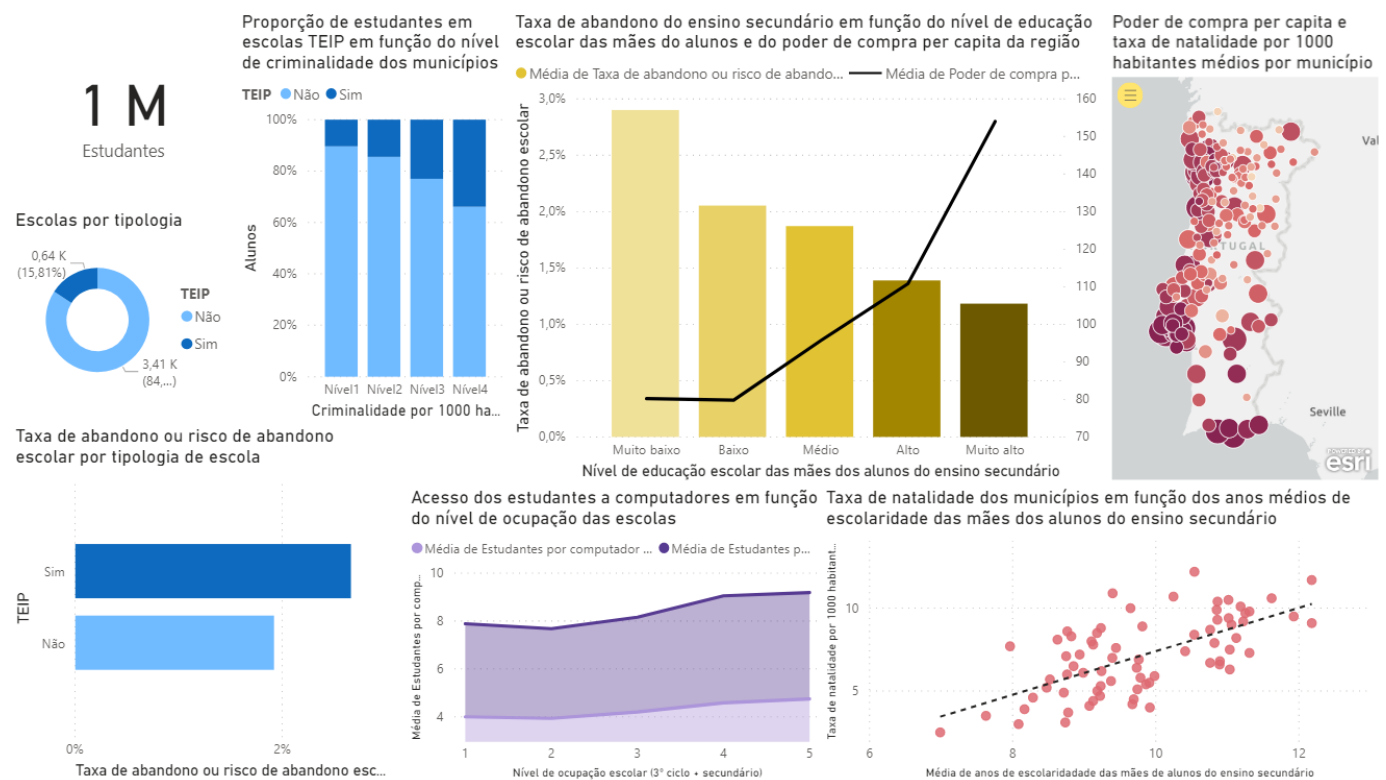 1 M
Estudantes
Escolas por tipologia
0,64 K
(15,81%)
TEIP
Não
Sim
3,41 K
(84,...)
Proporção de estudantes em
escolas TEIP em função do nível
de criminalidade dos municípios
TEIP Não Sim
100%
80%
60%
40%
20%
0%
Alunos
Nível1 Nível2 Nível3 Nível4
Criminalidade por 1000 ha...
Taxa de abandono do ensino secundário em função do nível de educação
escolar das mães do alunos e do poder de compra per capita da região
Média de Taxa de abandono ou risco de abando... Média de Poder de compra p...
Taxa de abandono ou risco de abandono escolar
3,0%
2,5%
2,0%
1,5%
1,0%
0,5%
0,0%
160
150
140
130
120
110
100
90
80
70
Muito baixo Baixo Médio Alto Muito alto
Nível de educação escolar das mães dos alunos do ensino secundário
Poder de compra per capita e
taxa de natalidade por 1000
habitantes médios por município
Val
TUGAL
Seville
POWERED BY
esri
Taxa de abandono ou risco de abandono
escolar por tipologia de escola
TEIP
Sim
Não
0% 2%
Taxa de abandono ou risco de abandono esc...
Acesso dos estudantes a computadores em função
do nível de ocupação das escolas
Média de Estudantes por computador ... Média de Estudantes p...
Média de Estudantes por comp...
10
8
6
4
1 2 3 4 5
Nível de ocupação escolar (3º ciclo + secundário)
Taxa de natalidade dos municípios em função dos anos médios de
escolaridade das mães dos alunos do ensino secundário
Taxa de natalidade por 1000 habitant...
10
5
6 8 10 12
Média de anos de escolaridadade das mães de alunos do ensino secundário